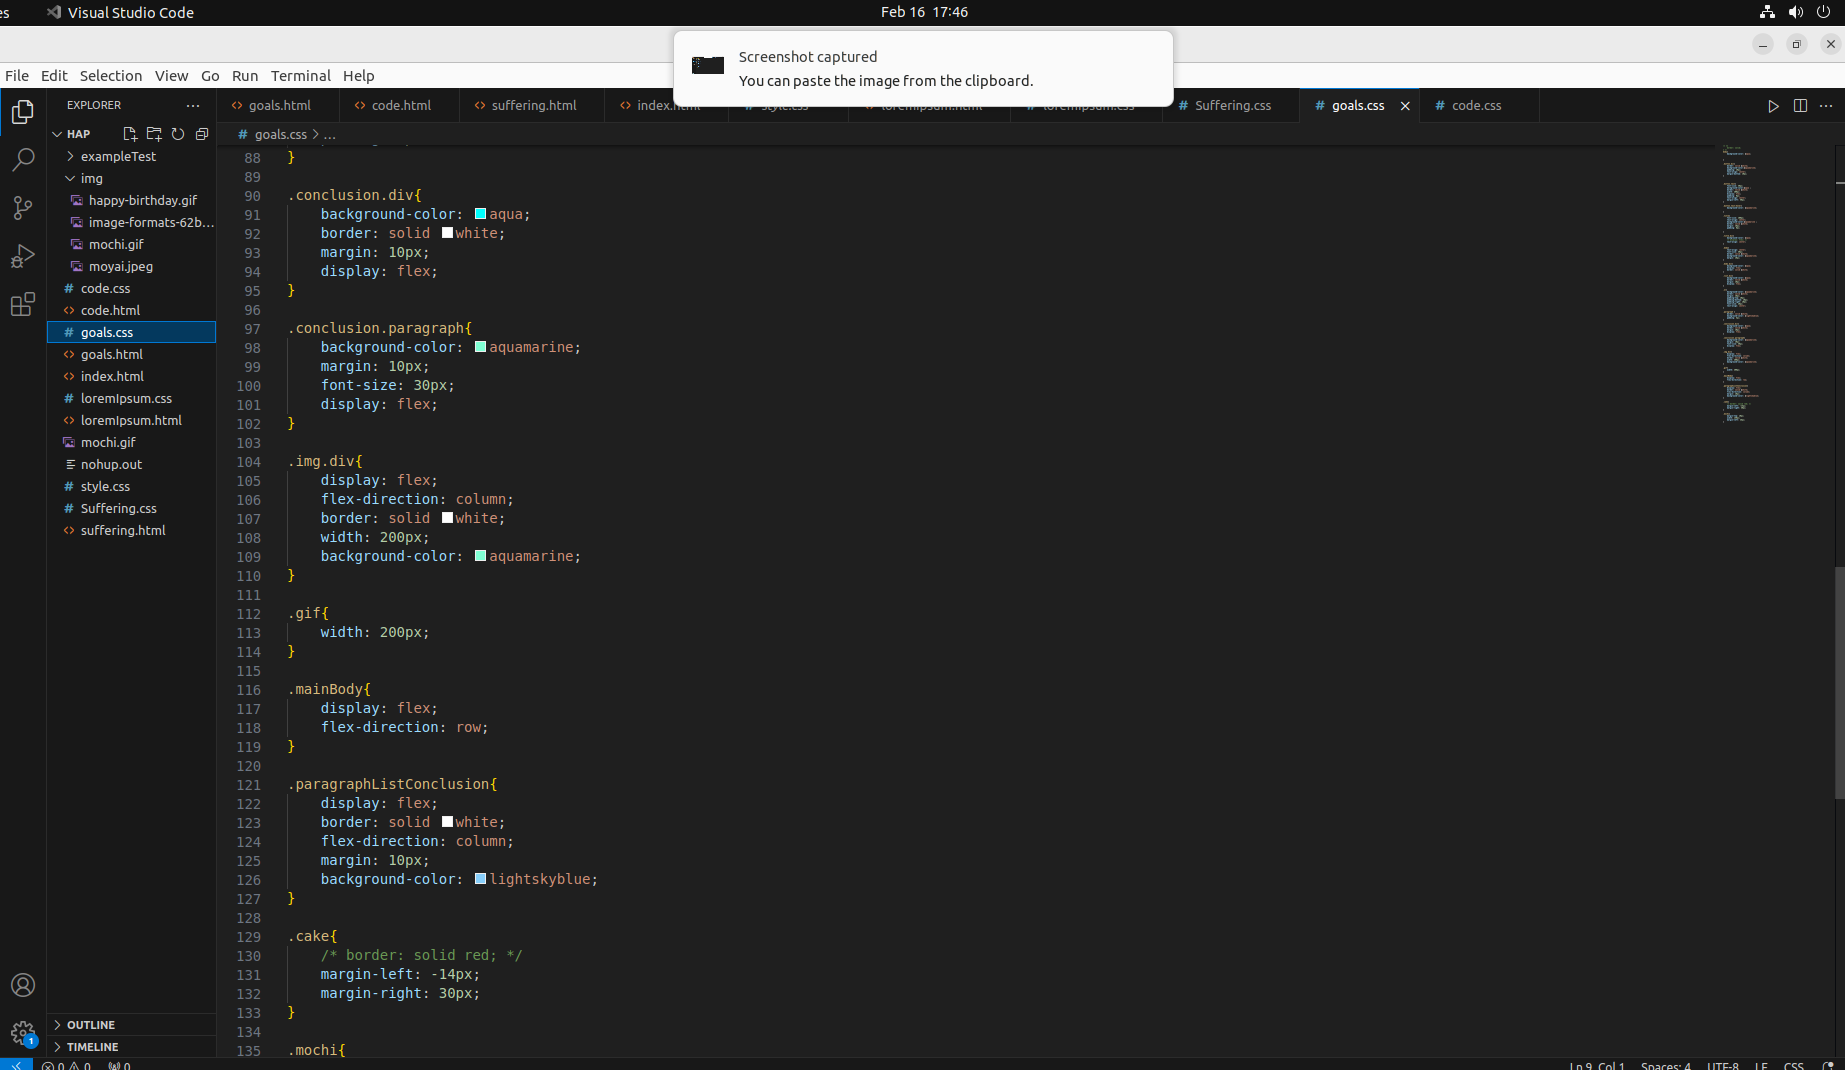 es
Visual Studio Code
Feb 16 17:46
Screenshot captured
You can paste the image from the clipboard.
File Edit Selection View Go Run Terminal Help
EXPLORER
goals.html
code.html
suffering.html
index.html
style.css
loremIpsum.html
loremIpsum.css
Suffering.css
goals.css
code.css
HAP
goals.css > ...
exampleTest
img
happy-birthday.gif
image-formats-62b...
mochi.gif
moyai.jpeg
code.css
code.html
goals.css
goals.html
index.html
loremIpsum.css
loremIpsum.html
mochi.gif
nohup.out
style.css
Suffering.css
suffering.html
OUTLINE
TIMELINE
88 }
89
90 .conclusion.div{
91 background-color: aqua;
92 border: solid white;
93 margin: 10px;
94 display: flex;
95 }
96
97 .conclusion.paragraph{
98 background-color: aquamarine;
99 margin: 10px;
100 font-size: 30px;
101 display: flex;
102 }
103
104 .img.div{
105 display: flex;
106 flex-direction: column;
107 border: solid white;
108 width: 200px;
109 background-color: aquamarine;
110 }
111
112 .gif{
113 width: 200px;
114 }
115
116 .mainBody{
117 display: flex;
118 flex-direction: row;
119 }
120
121 .paragraphListConclusion{
122 display: flex;
123 border: solid white;
124 flex-direction: column;
125 margin: 10px;
126 background-color: lightskyblue;
127 }
128
129 .cake{
130 /* border: solid red; */
131 margin-left: -14px;
132 margin-right: 30px;
133 }
134
135 .mochi{
1
0 0 0
Ln 9, Col 1 Spaces: 4 UTF-8 LF CSS